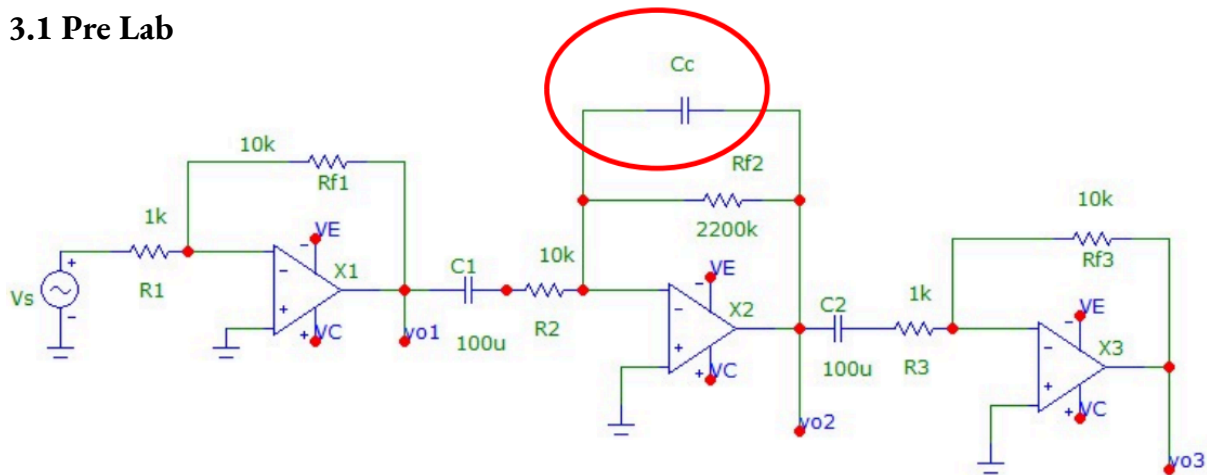 3.1 Pre Lab
Cc
10k
Rf1
Rf2
2200k
10k
Rf3
1k
R1
Vs
+
-
VE
-
-
+
X1
+
VC
vo1
C1
100u
10k
R2
VE
-
-
+
X2
+
VC
vo2
C2
100u
1k
R3
VE
-
-
+
X3
+
VC
vo3